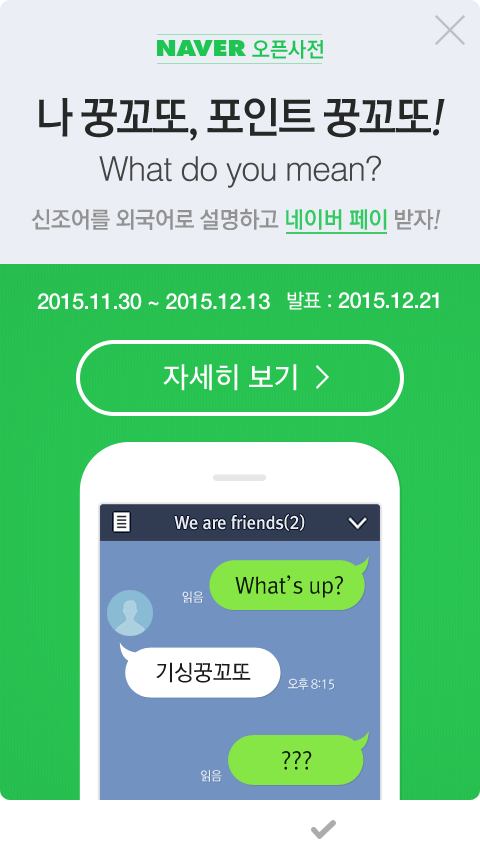 NAVER 오픈사전
나 꿍꼬또, 포인트 꿍꼬또!
What do you mean?
신조어를 외국어로 설명하고 네이버 페이 받자!
2015.11.30 ~ 2015.12.13 발표 : 2015.12.21
자세히 보기 >
We are friends(2)
읽음 What's up?
기싱꿍꼬또 오후 8:15
읽음 ???